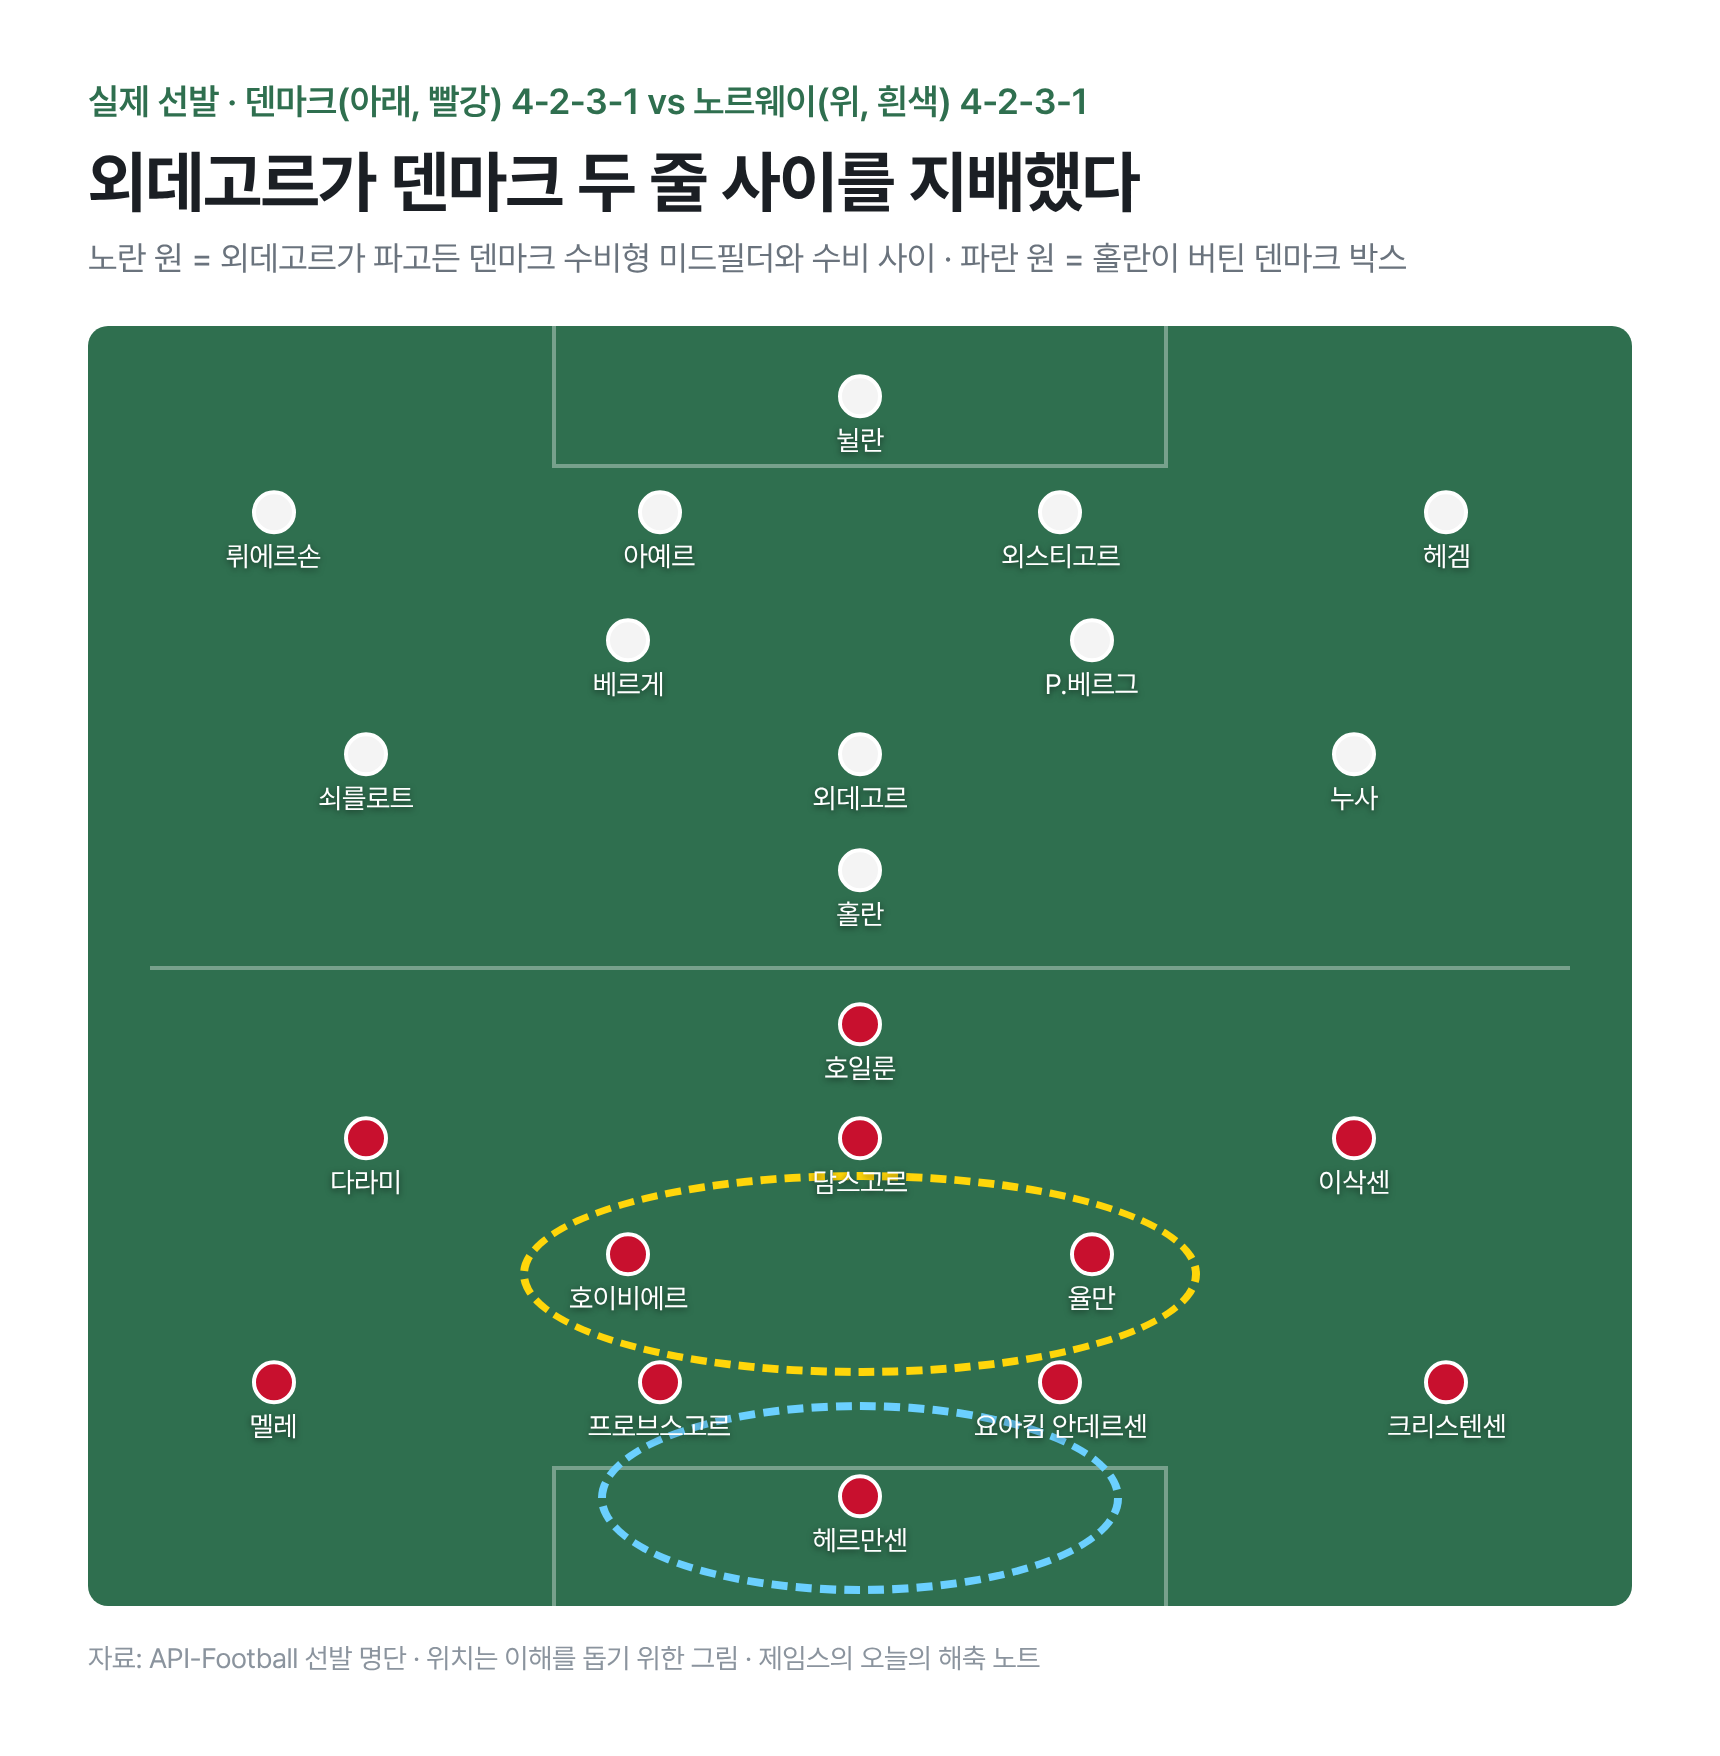 실제 선발 · 덴마크(아래, 빨강) 4-2-3-1 vs 노르웨이(위, 흰색) 4-2-3-1
외데고르가 덴마크 두 줄 사이를 지배했다
노란 원 = 외데고르가 파고든 덴마크 수비형 미드필더와 수비 사이 · 파란 원 = 홀란이 버틴 덴마크 박스
뉠란
뤼에르손 아예르 외스티고르 헤겜
베르게 P.베르그
쇠를로트 외데고르 누사
홀란
호일룬
다라미 담스고르 이삭센
호이비에르 율만
멜레 프로브스고르 요아킴 안데르센 크리스텐센
헤르만센
자료: API-Football 선발 명단 · 위치는 이해를 돕기 위한 그림 · 제임스의 오늘의 해축 노트